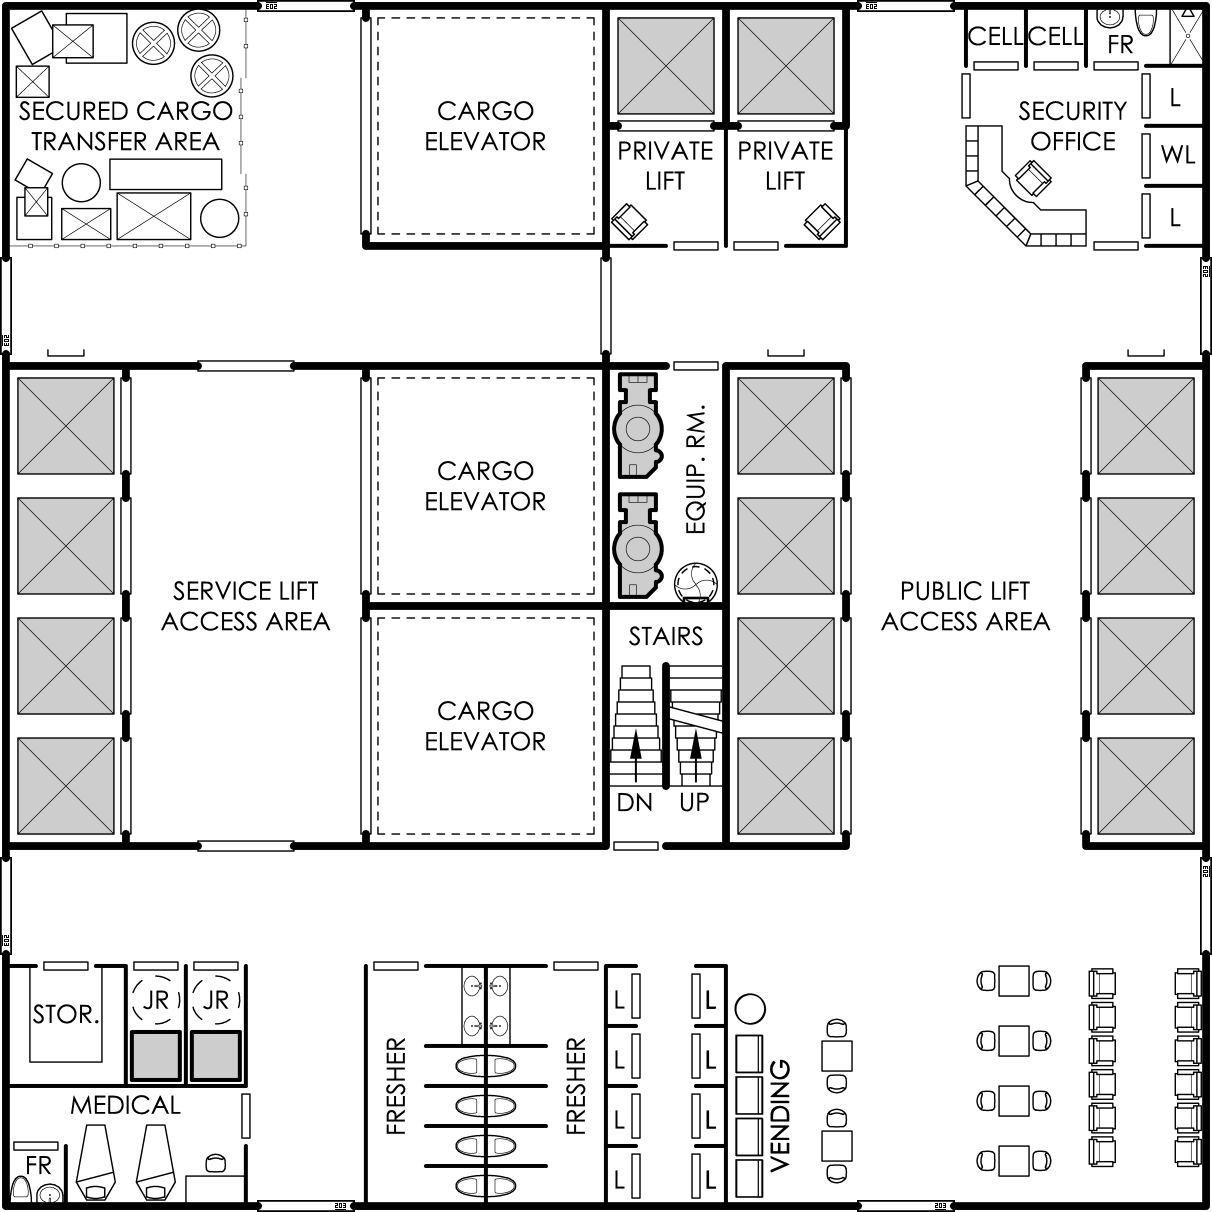 E02
E02
CELL
CELL
FR
SECURED CARGO
TRANSFER AREA
CARGO
ELEVATOR
PRIVATE
LIFT
PRIVATE
LIFT
SECURITY
OFFICE
L
WL
L
CARGO
ELEVATOR
EQUIP. RM.
SERVICE LIFT
ACCESS AREA
PUBLIC LIFT
ACCESS AREA
STAIRS
CARGO
ELEVATOR
DN
UP
STOR.
JR
JR
L
L
FRESHER
FRESHER
L
L
MEDICAL
VENDING
L
L
FR
L
L